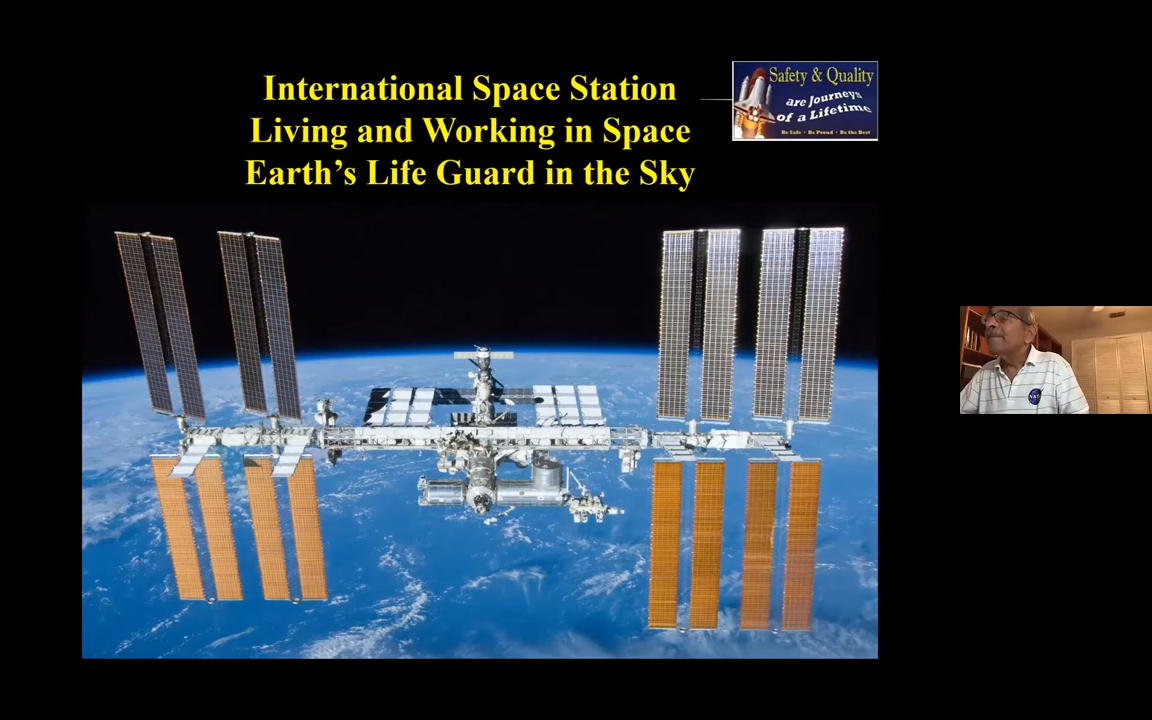 International Space Station
Living and Working in Space
Earth's Life Guard in the Sky
Safety & Quality
are Journeys
of a Lifetime
Be Safe • Be Proud • Be the Best